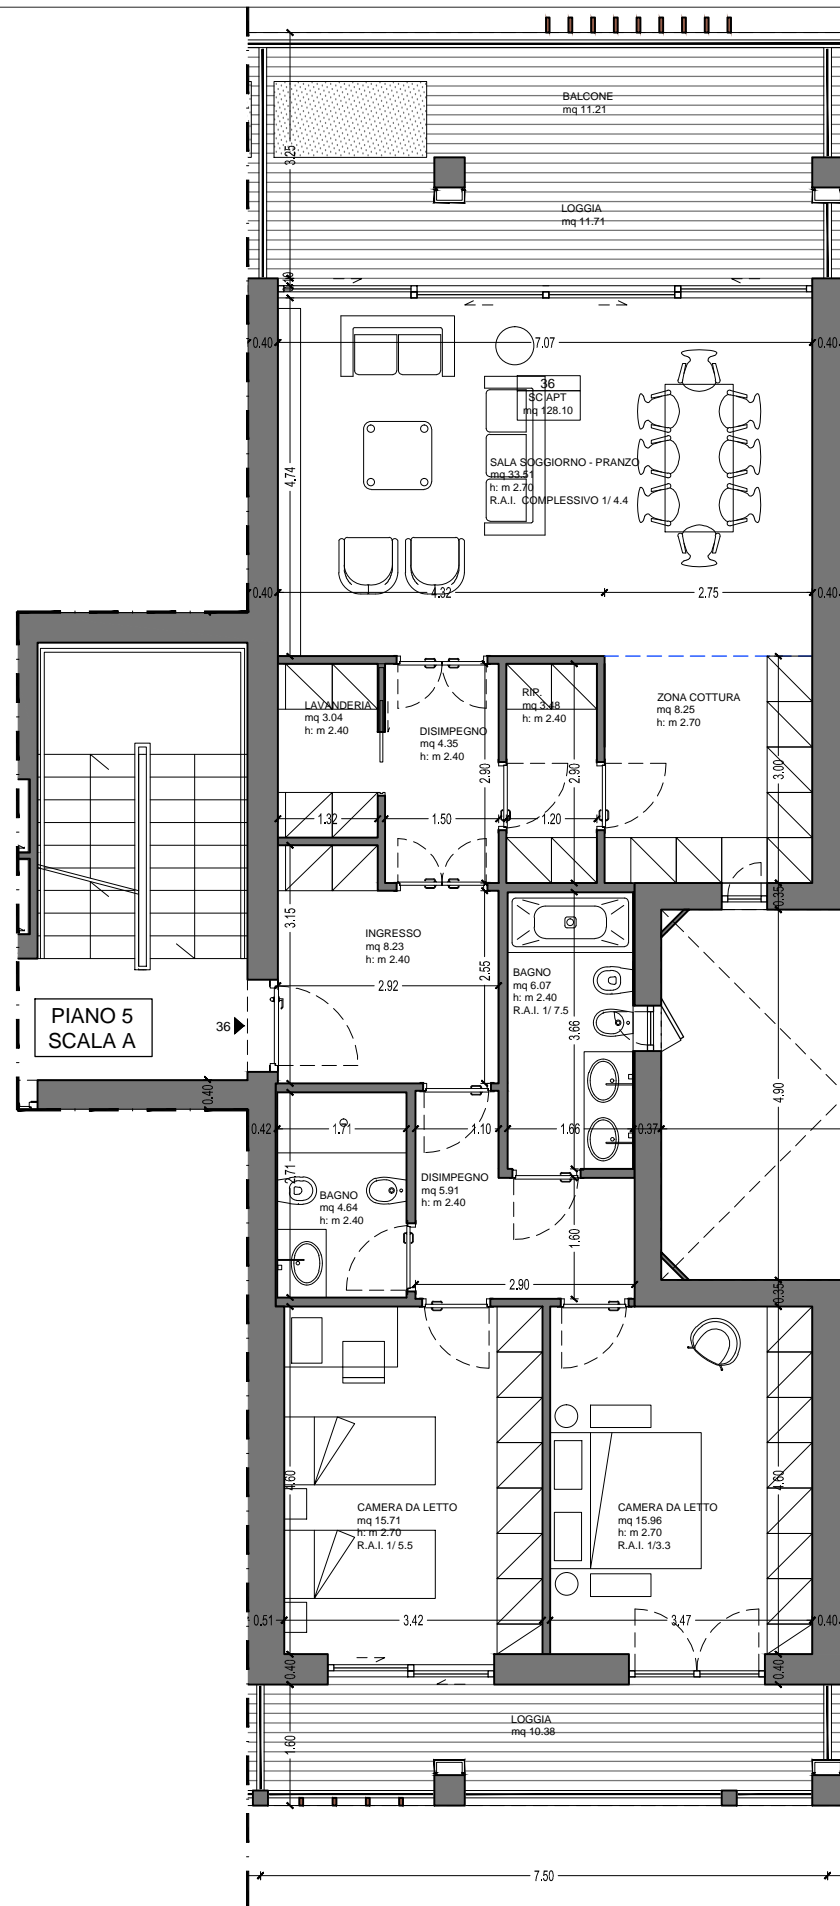 BALCONE
mq 11.21
3.25
LOGGIA
mq 11.71
0.40
7.07
0.40
36
SC APT
mq 128.10
SALA SOGGIORNO - PRANZO
mq 33.51
h: m 2.70
R.A.I. COMPLESSIVO 1/ 4.4
4.74
0.40
4.32
2.75
0.40
LAVANDERIA
mq 3.04
h: m 2.40
DISIMPEGNO
mq 4.35
h: m 2.40
RIP.
mq 3.48
h: m 2.40
ZONA COTTURA
mq 8.25
h: m 2.70
2.90
2.90
3.00
1.32
1.50
1.20
0.35
3.15
INGRESSO
mq 8.23
h: m 2.40
2.55
2.92
BAGNO
mq 6.07
h: m 2.40
R.A.I. 1/ 7.5
3.66
PIANO 5
SCALA A
36
0.40
4.90
0.42
1.71
1.10
1.66
0.37
2.71
BAGNO
mq 4.64
h: m 2.40
DISIMPEGNO
mq 5.91
h: m 2.40
1.60
2.90
0.35
4.60
CAMERA DA LETTO
mq 15.71
h: m 2.70
R.A.I. 1/ 5.5
CAMERA DA LETTO
mq 15.96
h: m 2.70
R.A.I. 1/3.3
4.60
0.51
3.42
3.47
0.40
0.40
0.40
LOGGIA
mq 10.38
1.60
7.50